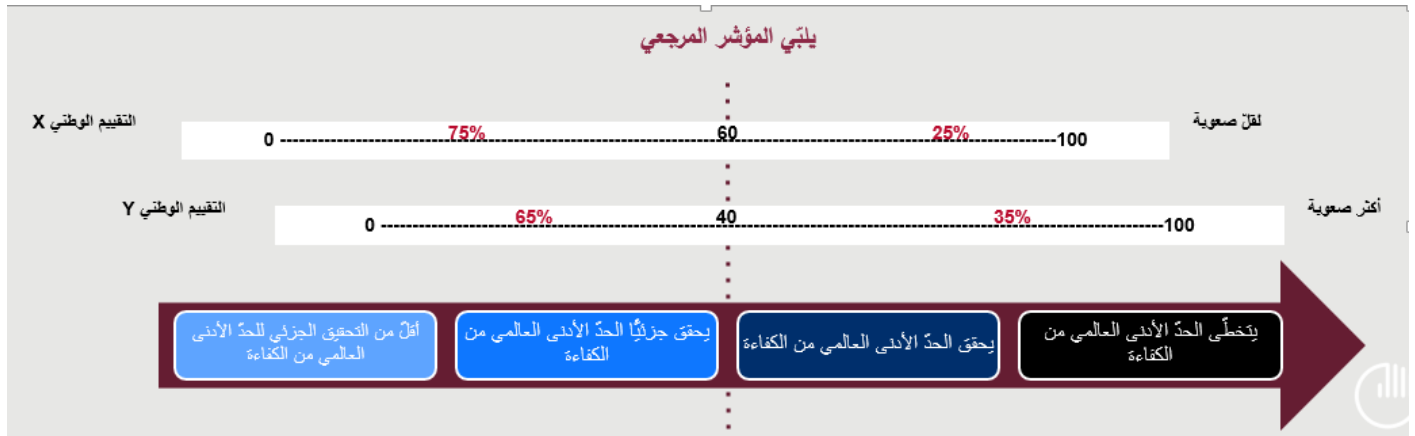 يلبّي المؤشر المرجعي
لقلّ صعوبة
0 75% 60 25% 100
التقييم الوطني X
أكثر صعوبة
0 65% 40 35% 100
التقييم الوطني Y
يتخطّى الحدّ الأدنى العالمي من
الكفاءة
يحقق الحدّ الأدنى العالمي من الكفاءة
يحقق جزئيًّا الحدّ الأدنى العالمي من
الكفاءة
أقلّ من التحقيق الجزئي للحدّ الأدنى
العالمي من الكفاءة